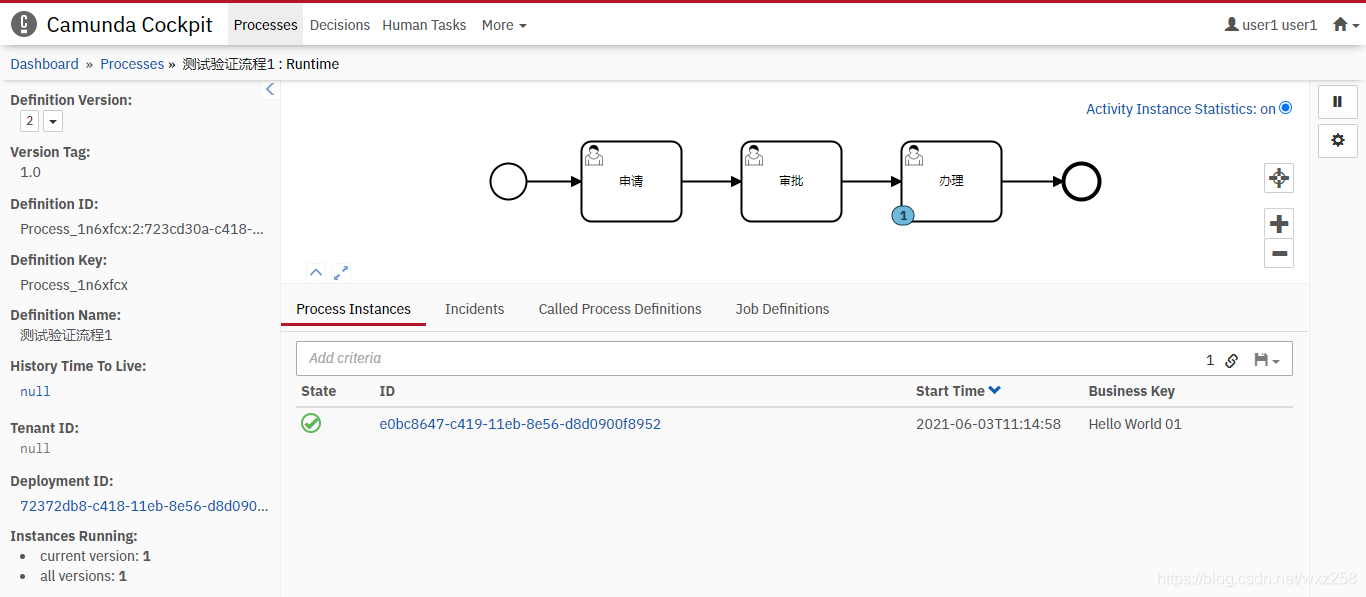 Camunda Cockpit Processes Decisions Human Tasks More user1 user1
Dashboard » Processes » 测试验证流程1 : Runtime
Definition Version:
2
Version Tag:
1.0
Definition ID:
Process_1n6xfcx:2:723cd30a-c418-...
Definition Key:
Process_1n6xfcx
Definition Name:
测试验证流程1
History Time To Live:
null
Tenant ID:
null
Deployment ID:
72372db8-c418-11eb-8e56-d8d090...
Instances Running:
current version: 1
all versions: 1
Activity Instance Statistics: on
申请 审批 办理
1
Process Instances Incidents Called Process Definitions Job Definitions
Add criteria 1
State ID Start Time Business Key
e0bc8647-c419-11eb-8e56-d8d0900f8952 2021-06-03T11:14:58 Hello World 01
https://blog.csdn.net/wxz258